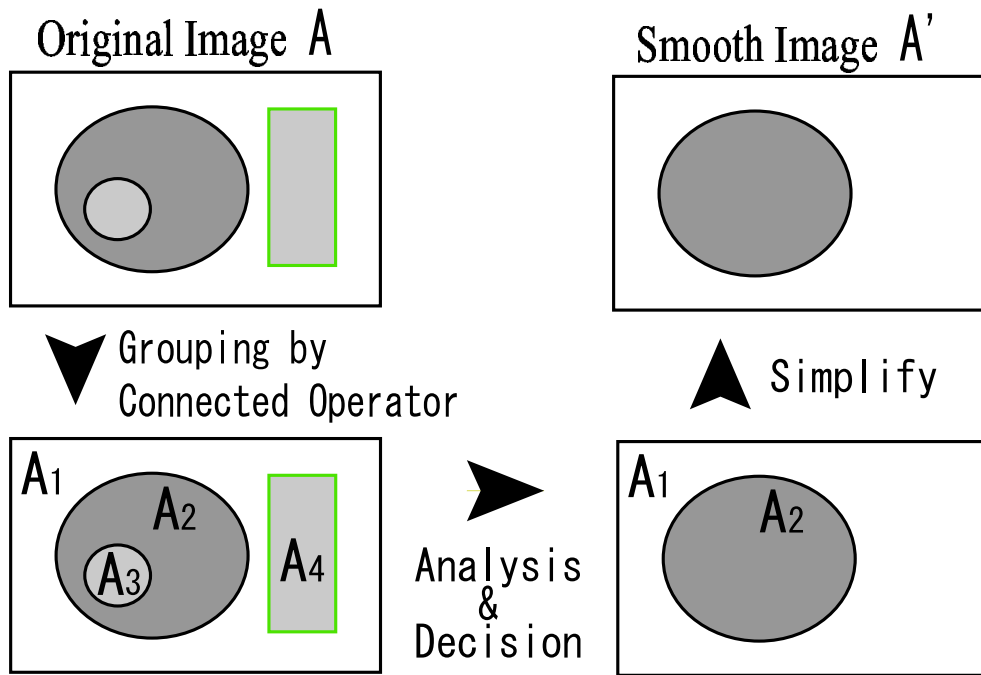 Original Image A
Smooth Image A'
Grouping by
Connected Operator
Simplify
A1
A2
A3
A4
Analysis
&
Decision
A1
A2